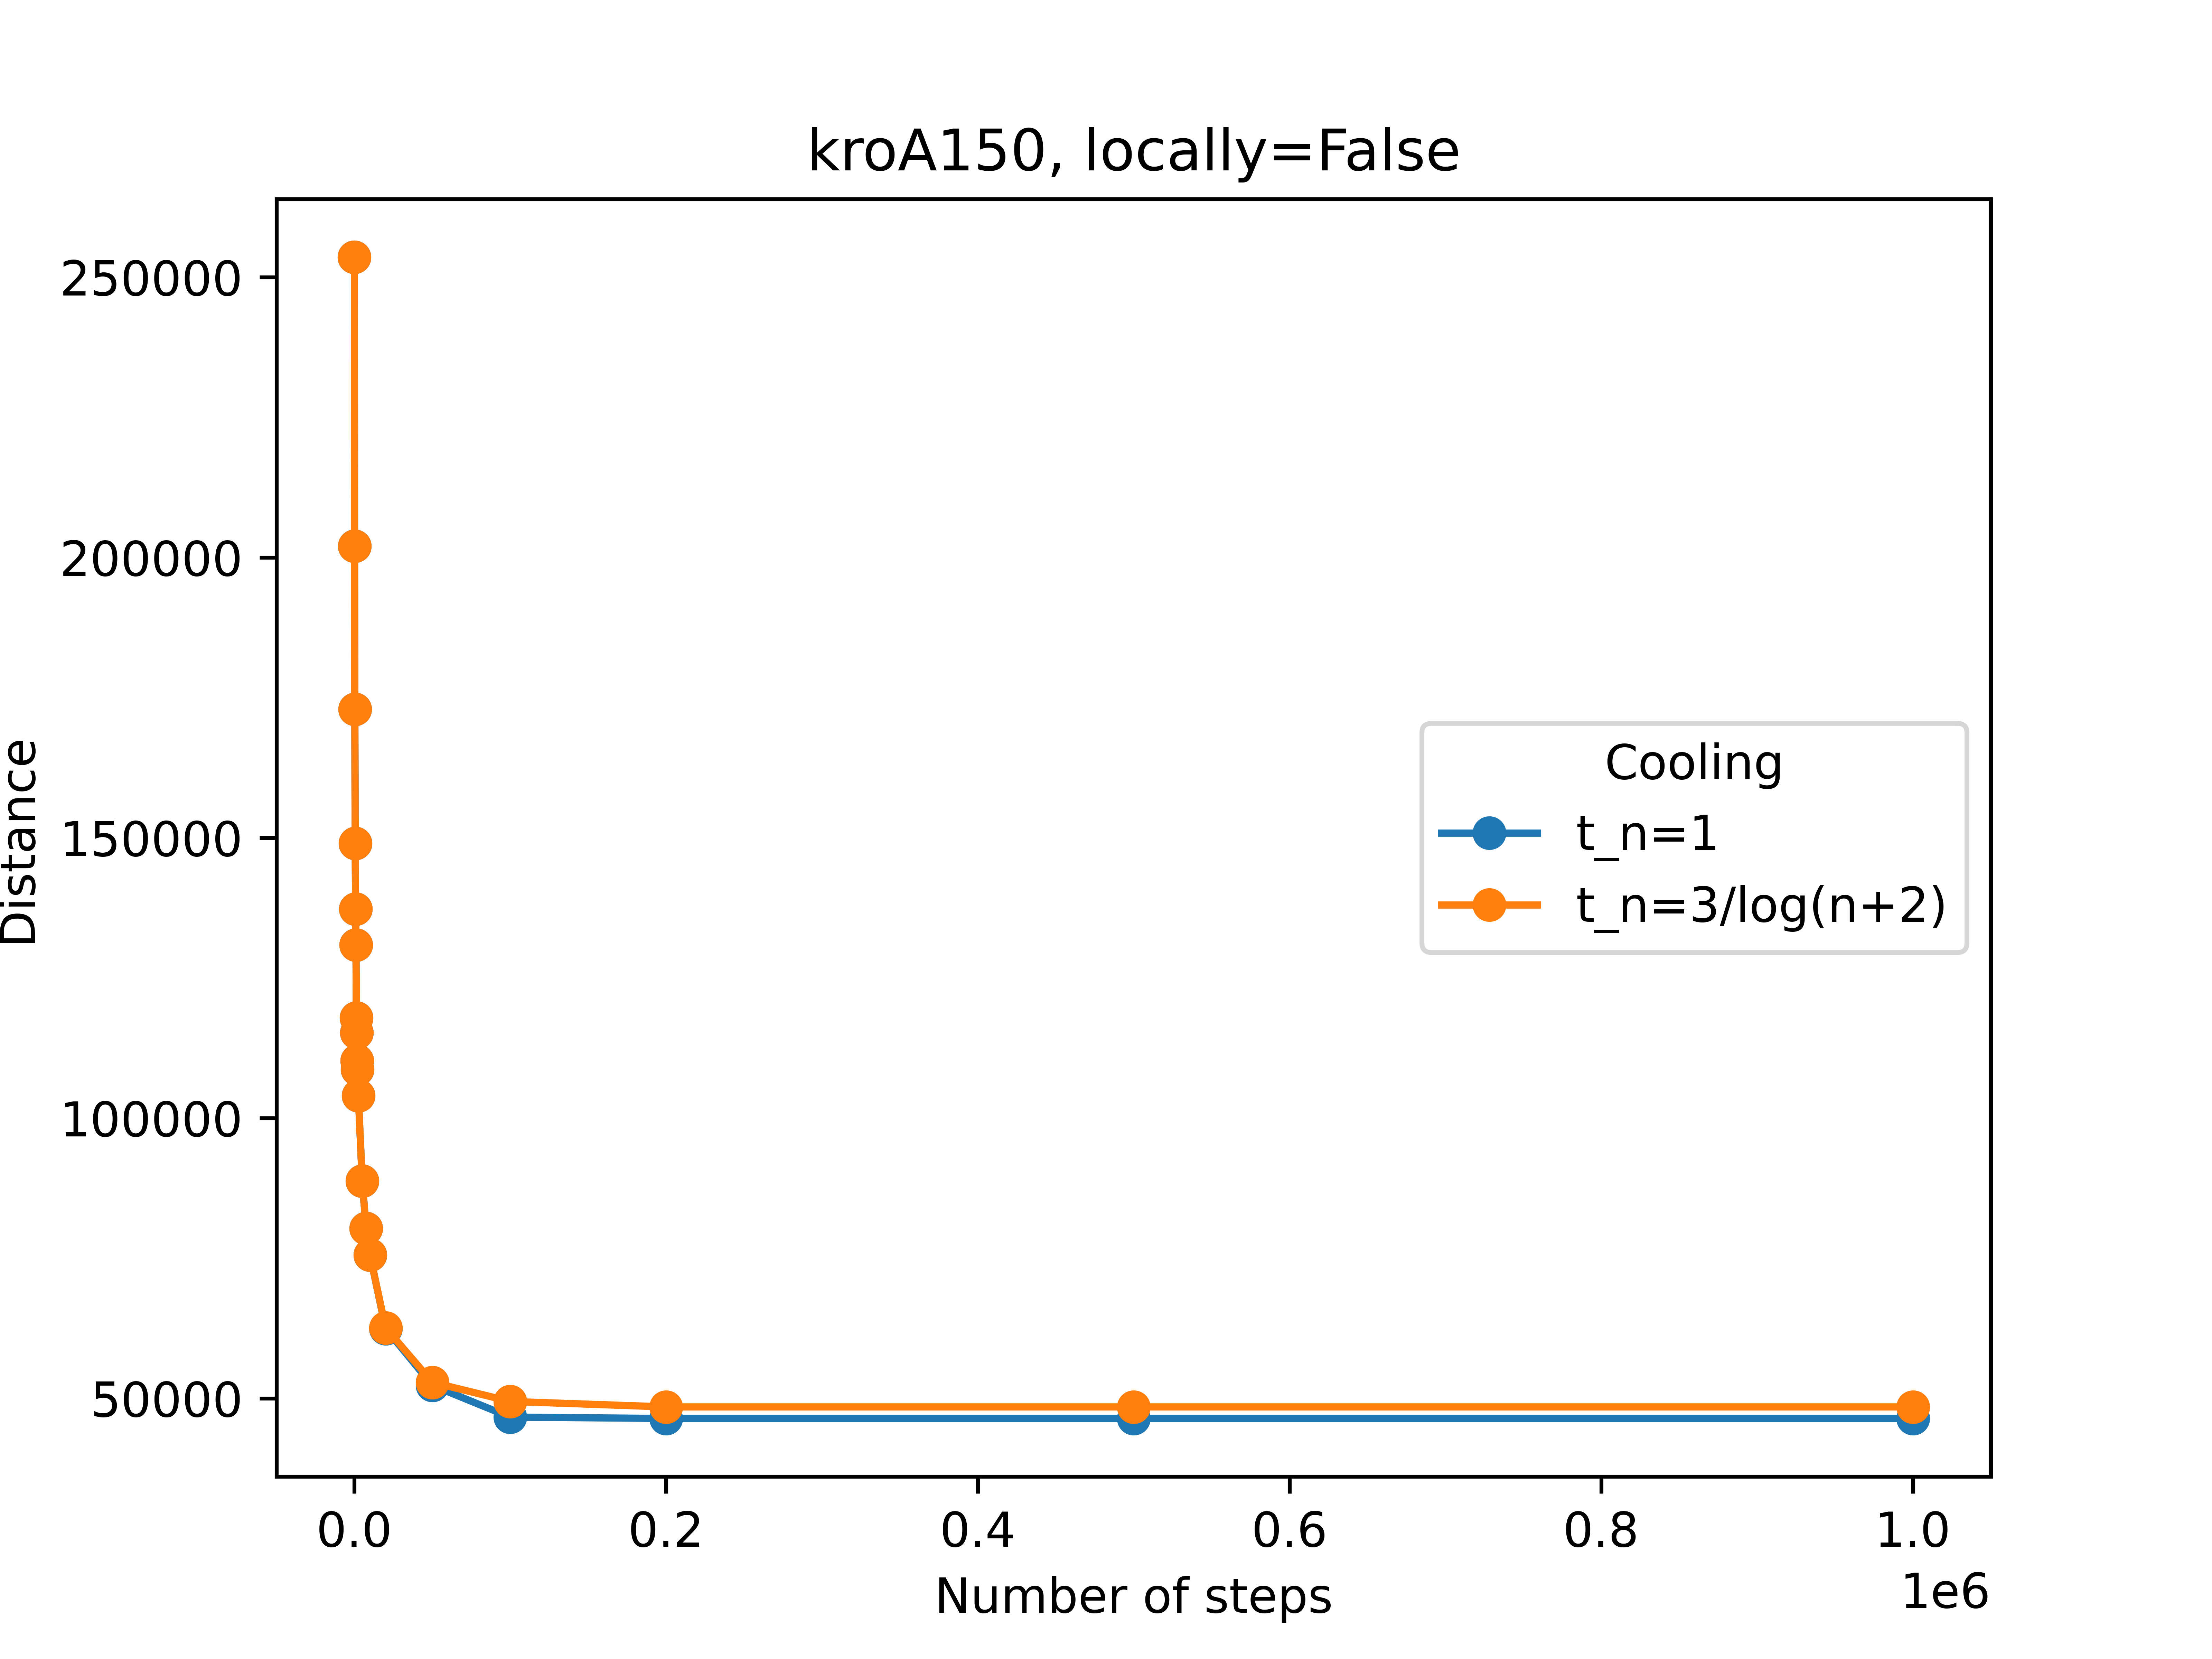 kroA150, locally=False
250000
200000
150000
100000
50000
Distance
Cooling
t_n=1
t_n=3/log(n+2)
0.0 0.2 0.4 0.6 0.8 1.0
1e6
Number of steps